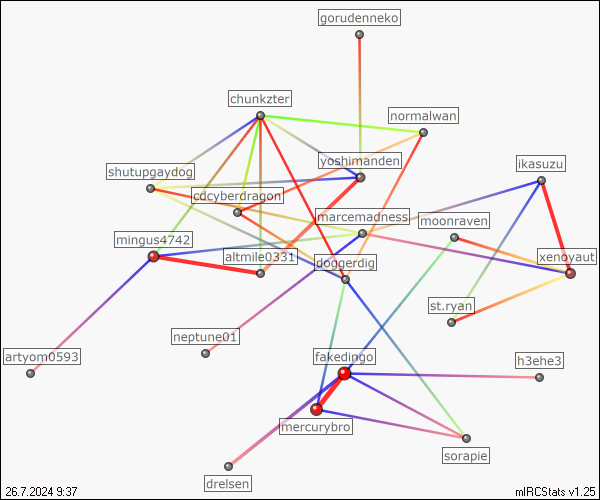 gorudenneko
chunkzter
normalwan
yoshimanden
ikasuzu
shutupgaydog
cdcyberdragon
marcemadness
moonraven
mingus4742
altmile0331
doggerdig
xenoyaut
st.ryan
neptune01
artyom0593
fakedingo
h3ehe3
mercurybro
sorapie
drelsen
26.7.2024 9:37
mIRCStats v1.25